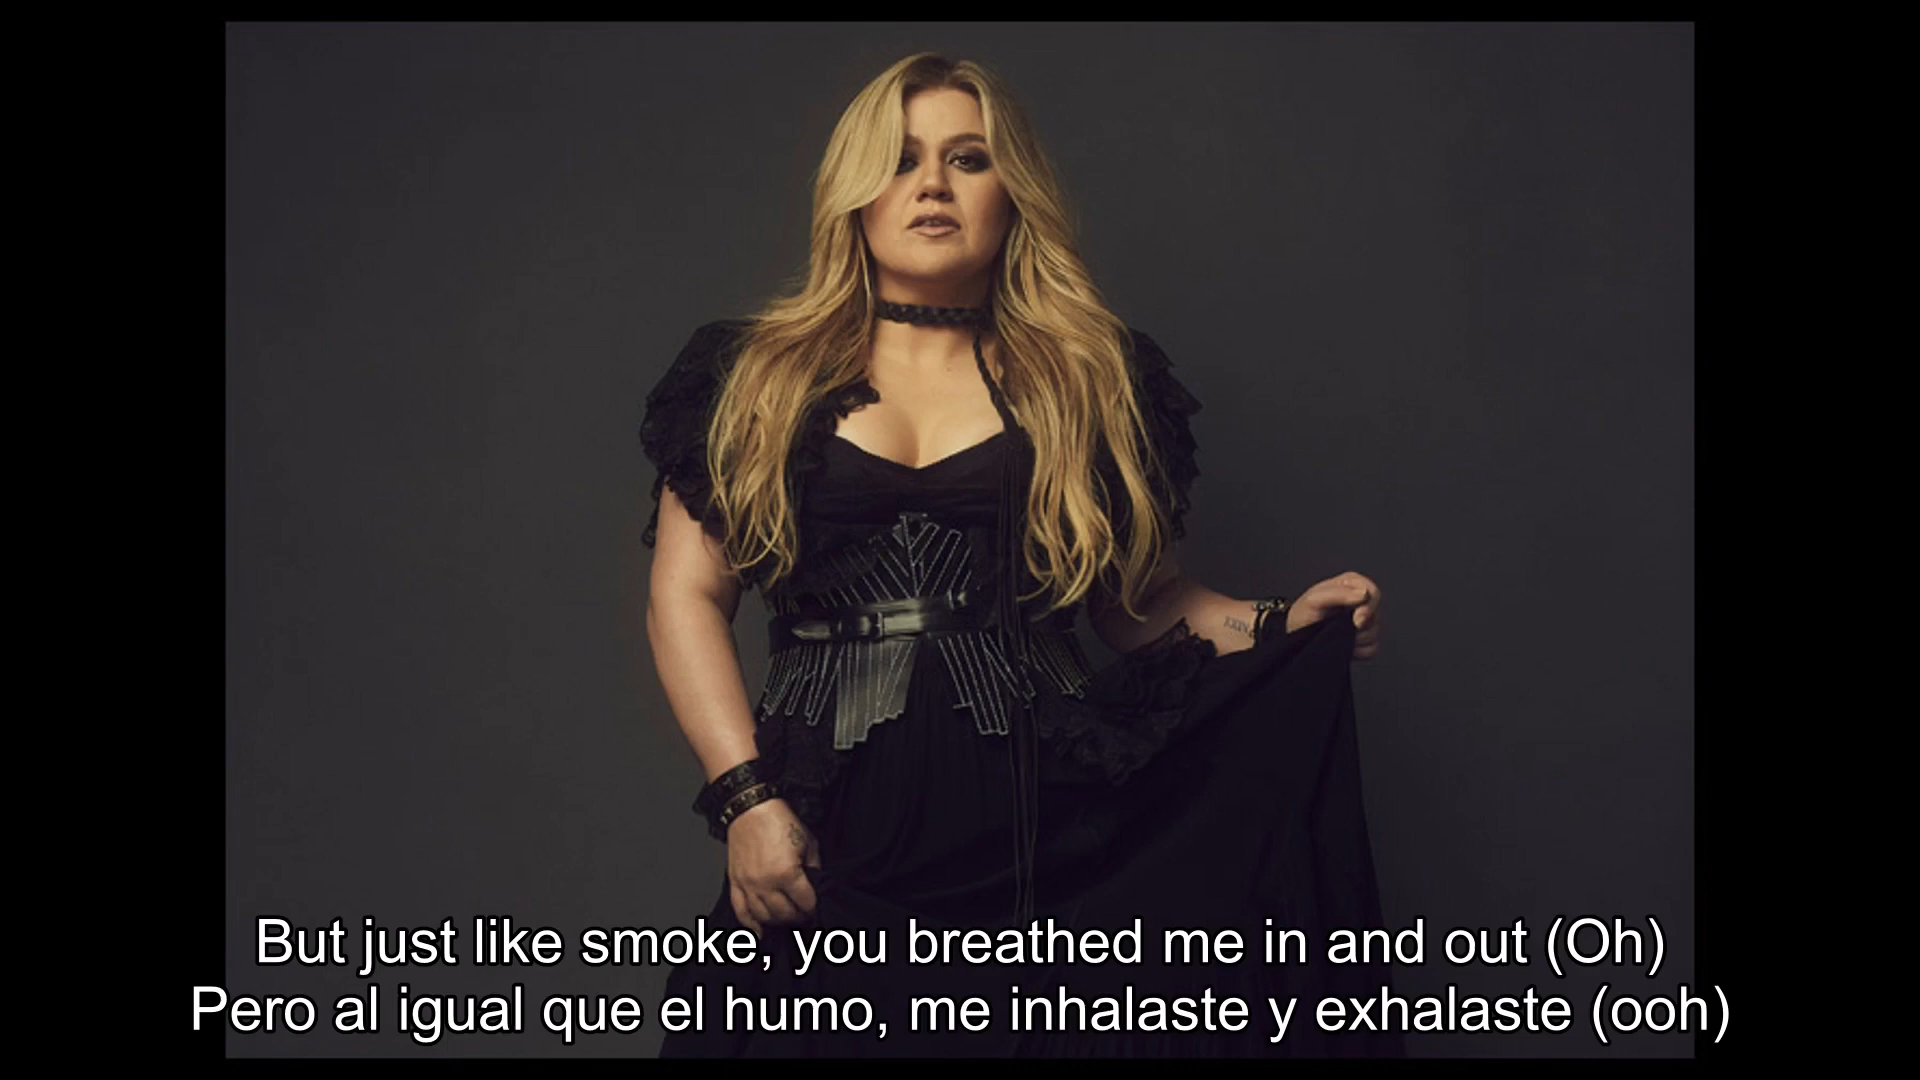 But just like smoke, you breathed me in and out (Oh)
Pero al igual que el humo, me inhalaste y exhalaste (ooh)